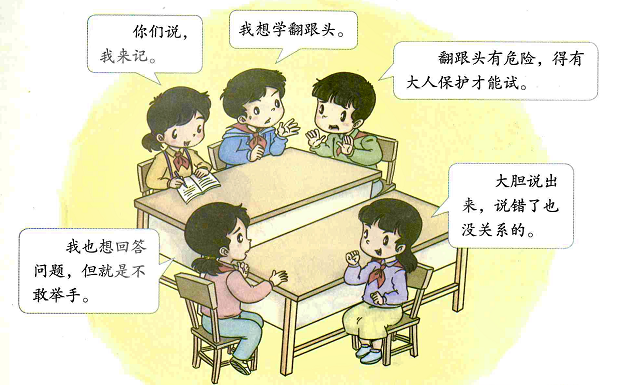 你们说，
我来记。
我想学翻跟头。
翻跟头有危险，得有
大人保护才能试。
大胆说出
来，说错了也
没关系的。
我也想回答
问题，但就是不
敢举手。